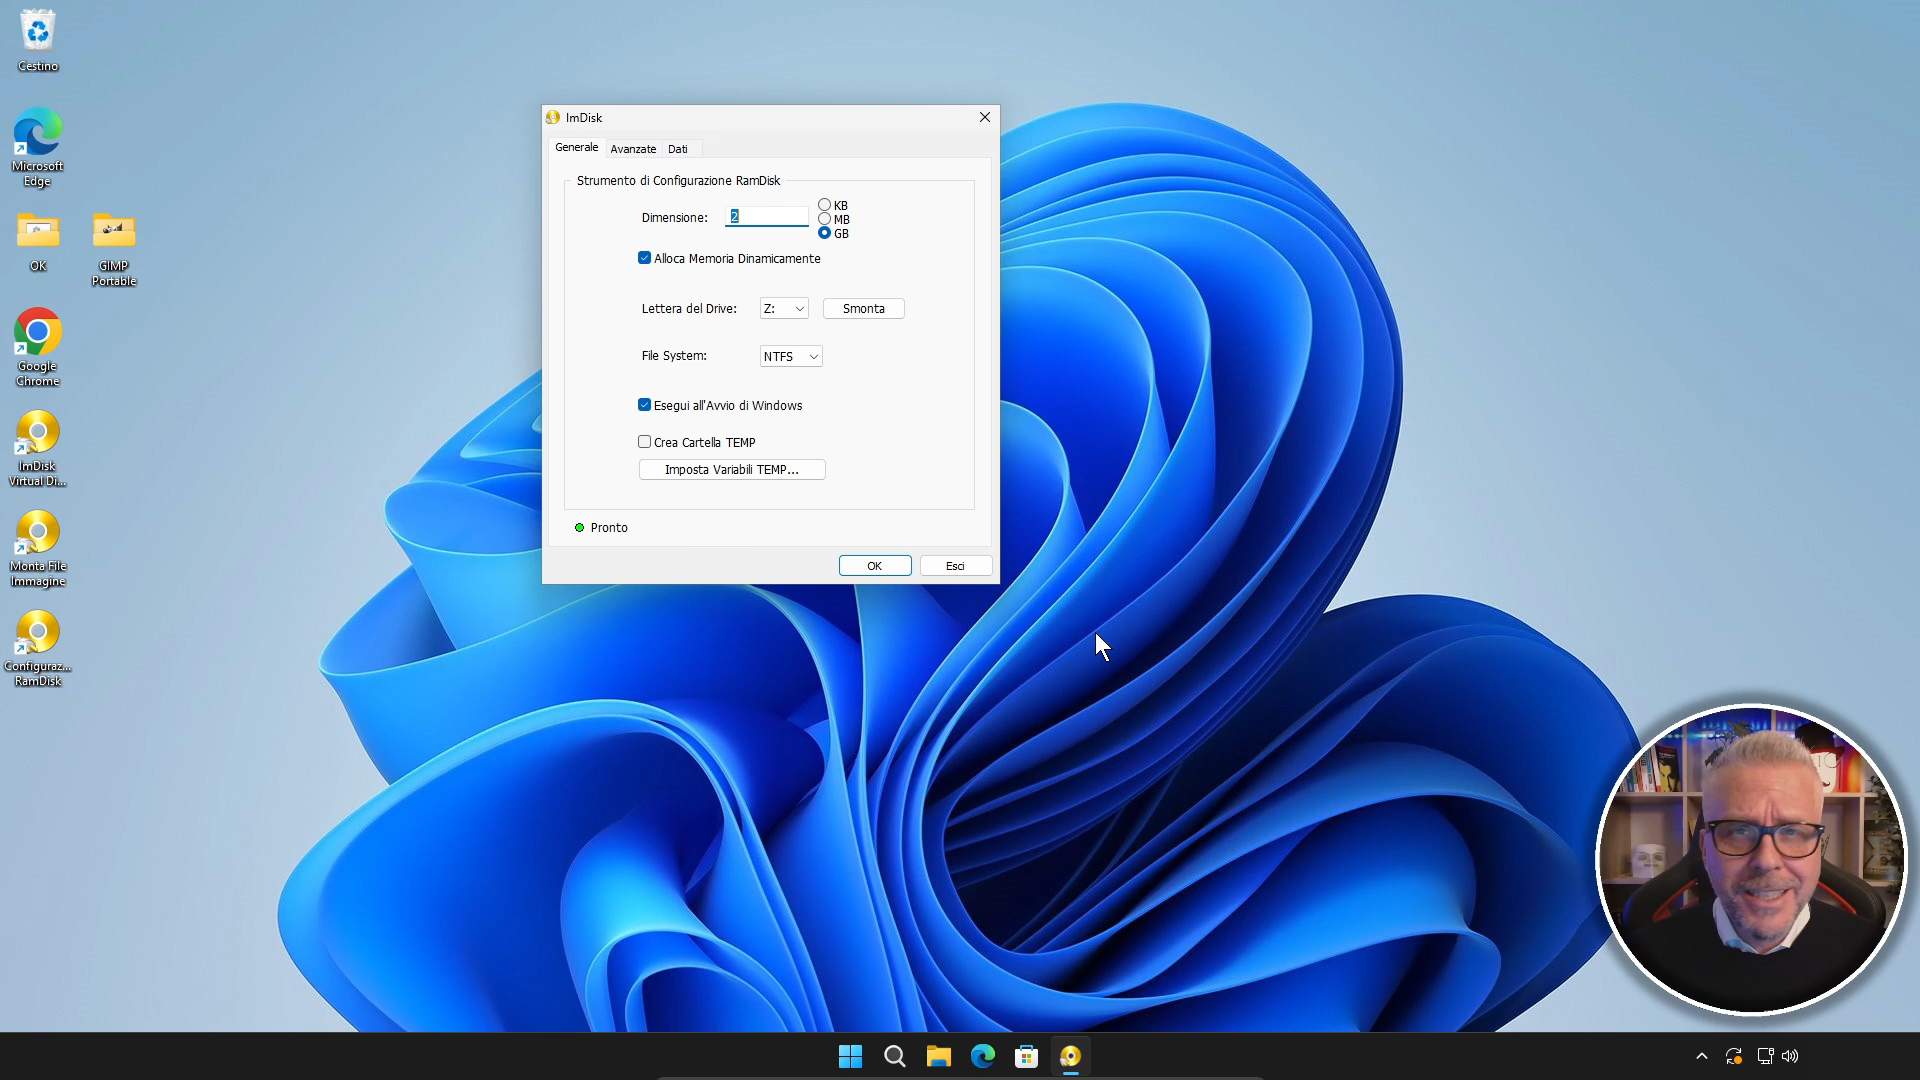 Cestino
Microsoft
Edge
OK
GIMP
Portable
Google
Chrome
ImDisk
Virtual Di...
Monta File
Immagine
Configuraz...
RamDisk
ImDisk
Generale
Avanzate
Dati
Strumento di Configurazione RamDisk
Dimensione:
2
KB
MB
GB
Alloca Memoria Dinamicamente
Lettera del Drive:
Z:
Smonta
File System:
NTFS
Esegui all'Avvio di Windows
Crea Cartella TEMP
Imposta Variabili TEMP...
Pronto
OK
Esci